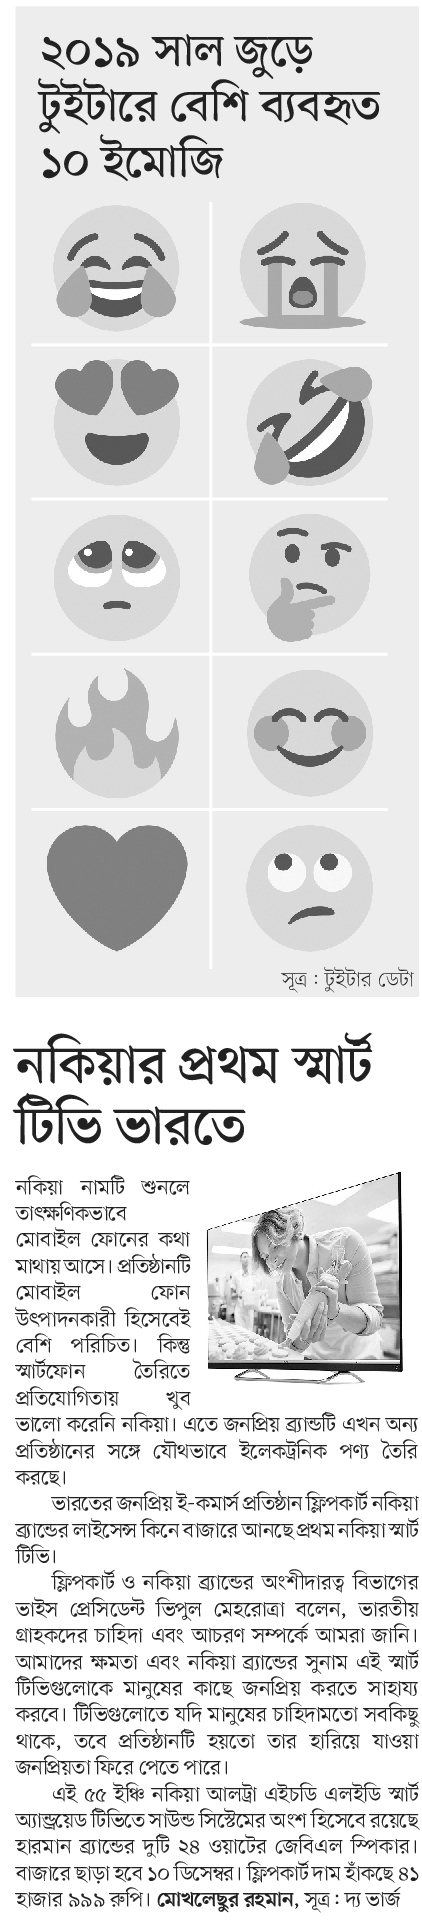 ২০১৯ সাল জুড়ে
টুইটারে বেশি ব্যবহৃত
১০ ইমোজি
সূত্র : টুইটার ডেটা
নকিয়ার প্রথম স্মার্ট
টিভি ভারতে
নকিয়া নামটি শুনলে
তাৎক্ষণিকভাবে
মোবাইল ফোনের কথা
মাথায় আসে। প্রতিষ্ঠানটি
মোবাইল ফোন
উৎপাদনকারী হিসেবেই
বেশি পরিচিত। কিন্তু
স্মার্টফোন তৈরিতে
প্রতিযোগিতায় খুব
ভালো করেনি নকিয়া। এতে জনপ্রিয় ব্র্যান্ডটি এখন অন্য
প্রতিষ্ঠানের সঙ্গে যৌথভাবে ইলেকট্রনিক পণ্য তৈরি
করছে।
ভারতের জনপ্রিয় ই-কমার্স প্রতিষ্ঠান ফ্লিপকার্ট নকিয়া
ব্র্যান্ডের লাইসেন্স কিনে বাজারে আনছে প্রথম নকিয়া স্মার্ট
টিভি।
ফ্লিপকার্ট ও নকিয়া ব্র্যান্ডের অংশীদারত্ব বিভাগের
ভাইস প্রেসিডেন্ট ভিপুল মেহরোত্রা বলেন, ভারতীয়
গ্রাহকদের চাহিদা এবং আচরণ সম্পর্কে আমরা জানি।
আমাদের ক্ষমতা এবং নকিয়া ব্র্যান্ডের সুনাম এই স্মার্ট
টিভিগুলোকে মানুষের কাছে জনপ্রিয় করতে সাহায্য
করবে। টিভিগুলোতে যদি মানুষের চাহিদামতো সবকিছু
থাকে, তবে প্রতিষ্ঠানটি হয়তো তার হারিয়ে যাওয়া
জনপ্রিয়তা ফিরে পেতে পারে।
এই ৫৫ ইঞ্চি নকিয়া আলট্রা এইচডি এলইডি স্মার্ট
অ্যান্ড্রয়েড টিভিতে সাউন্ড সিস্টেমের অংশ হিসেবে রয়েছে
হারমান ব্র্যান্ডের দুটি ২৪ ওয়াটের জেবিএল স্পিকার।
বাজারে ছাড়া হবে ১০ ডিসেম্বর। ফ্লিপকার্ট দাম হাঁকছে ৪১
হাজার ৯৯৯ রুপি। মোখলেছুর রহমান, সূত্র : দ্য ভার্জ